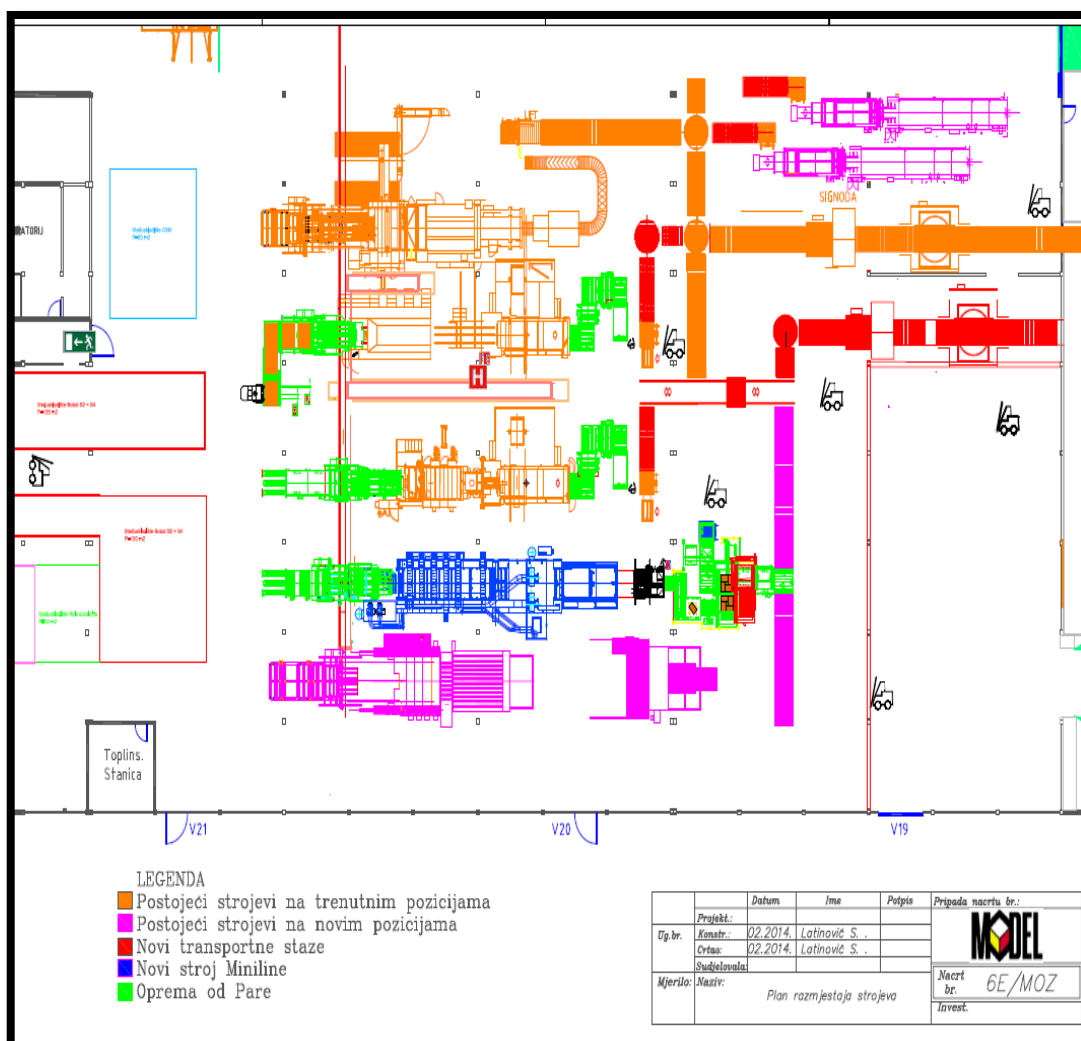 SIGNODA
Toplins.
Stanica
V21
V20
V19
LEGENDA
Postojeći strojevi na trenutnim pozicijama
Postojeći strojevi na novim pozicijama
Novi transportne staze
Novi stroj Miniline
Oprema od Pare
Datum Ime Potpis Pripada nacrtu br.:
Projekt.:
Ug.br. Konstr.: 02.2014. Latinović S. .
Crtao: 02.2014. Latinović S. .
Sudjelovala:
MODEL
Mjerilo: Naziv:
Plan razmjestaja strojeva
Nacrt br. 6E/MOZ
Invest.